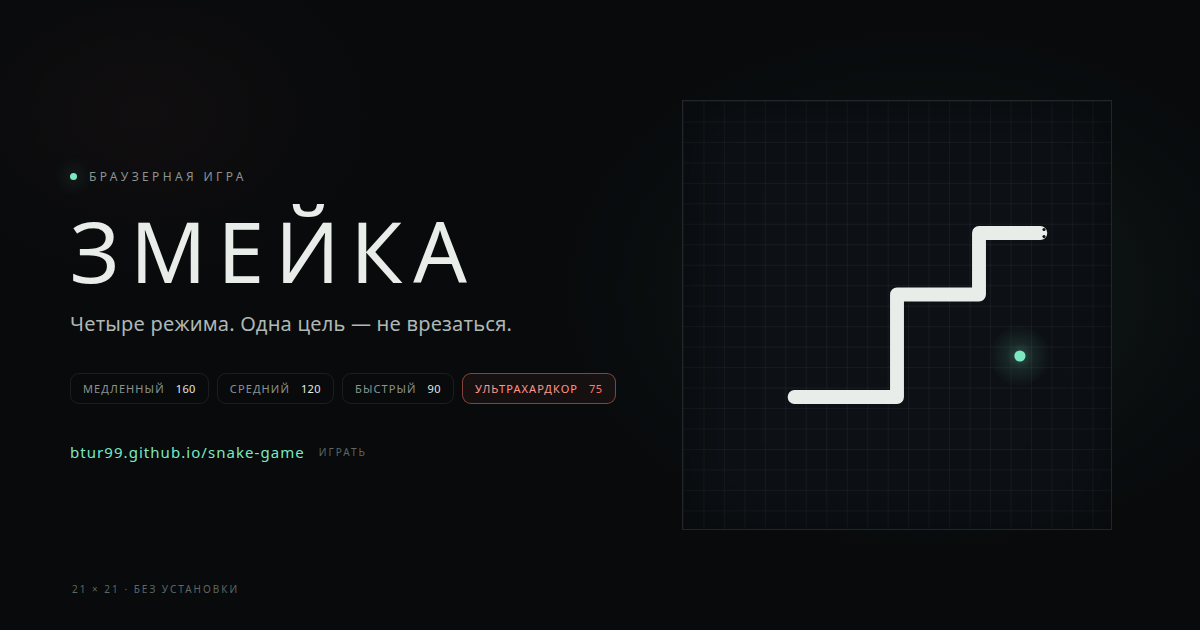 БРАУЗЕРНАЯ ИГРА
ЗМЕЙКА
Четыре режима. Одна цель — не врезаться.
МЕДЛЕННЫЙ 160 СРЕДНИЙ 120 БЫСТРЫЙ 90 УЛЬТРАХАРДКОР 75
btur99.github.io/snake-game ИГРАТЬ
21 × 21 · БЕЗ УСТАНОВКИ